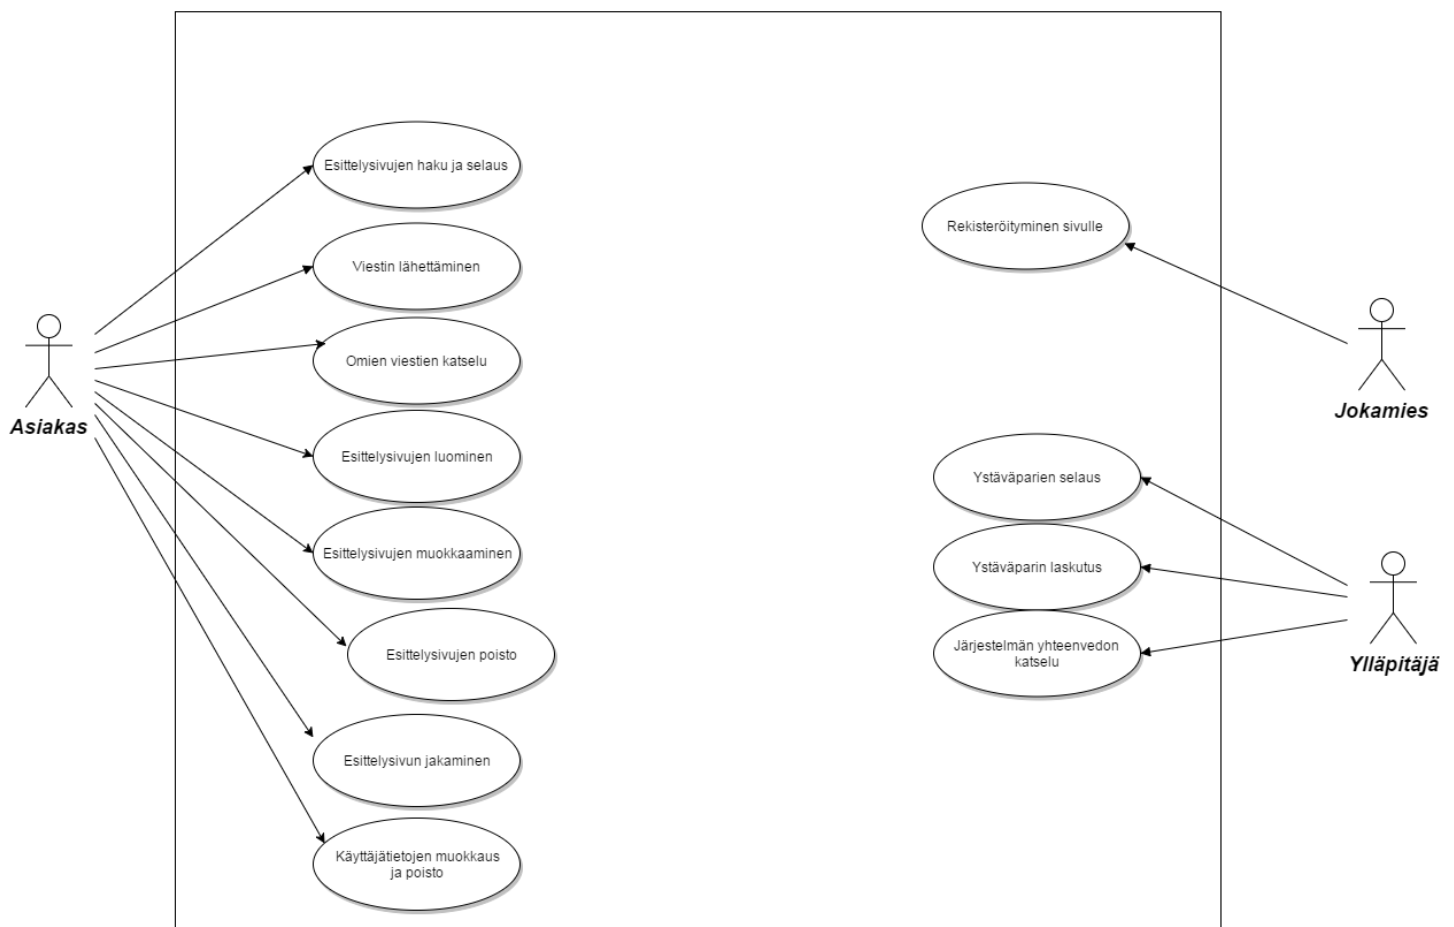 Esittelysivujen haku ja selaus
Viestin lähettäminen
Omien viestien katselu
Asiakas
Esittelysivujen luominen
Esittelysivujen muokkaaminen
Esittelysivujen poisto
Esittelysivun jakaminen
Käyttäjätietojen muokkaus
ja poisto
Rekisteröityminen sivulle
Jokamies
Ystäväparien selaus
Ystäväparin laskutus
Järjestelmän yhteenvedon
katselu
Ylläpitäjä